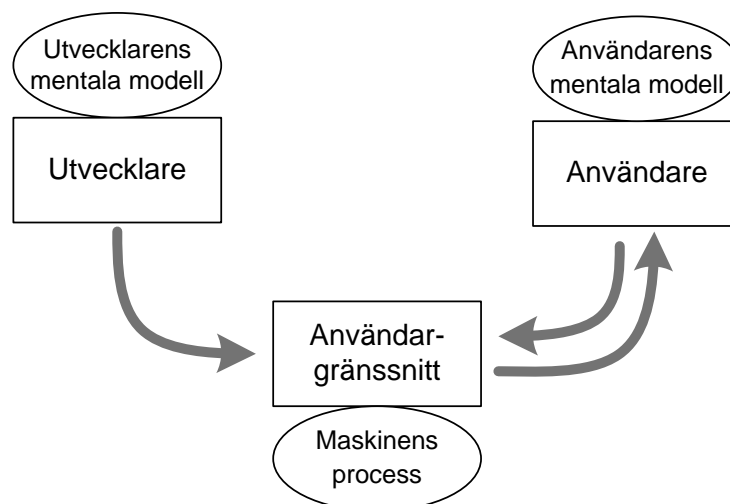 Utvecklarens
mentala modell
Utvecklare
Användarens
mentala modell
Användare
Användar-
gränssnitt
Maskinens
process